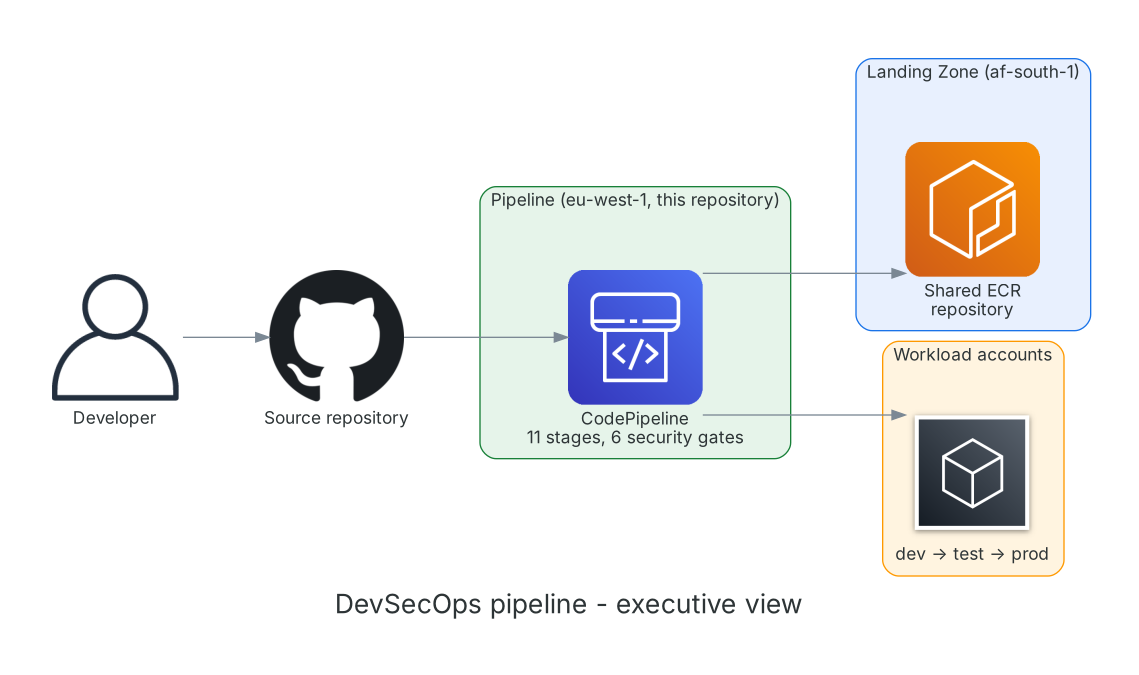 Landing Zone (af-south-1)
Pipeline (eu-west-1, this repository)
Shared ECR
repository
Workload accounts
Developer
Source repository
CodePipeline
11 stages, 6 security gates
dev → test → prod
DevSecOps pipeline - executive view